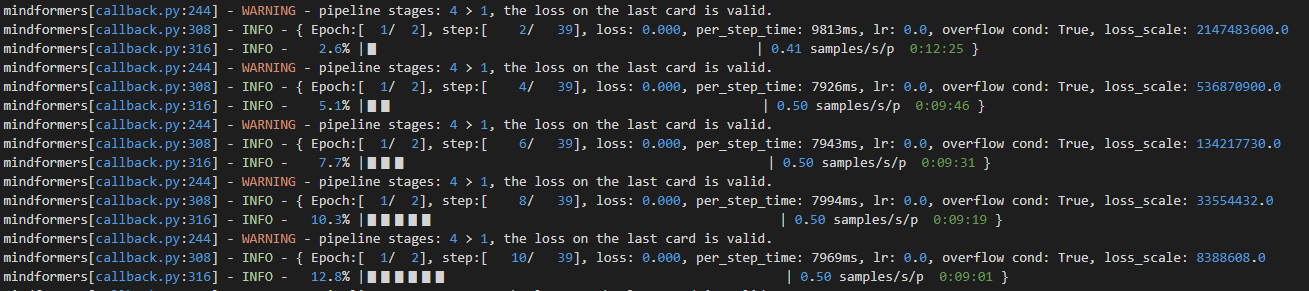 mindformers[callback.py:244] - WARNING - pipeline stages: 4 > 1, the loss on the last card is valid.
mindformers[callback.py:308] - INFO - { Epoch:[  1/  2], step:[    2/   39], loss: 0.000, per_step_time: 9813ms, lr: 0.0, overflow cond: True, loss_scale: 2147483600.0
mindformers[callback.py:316] - INFO -    2.6% |█ | 0.41 samples/s/p  0:12:25 }
mindformers[callback.py:244] - WARNING - pipeline stages: 4 > 1, the loss on the last card is valid.
mindformers[callback.py:308] - INFO - { Epoch:[  1/  2], step:[    4/   39], loss: 0.000, per_step_time: 7926ms, lr: 0.0, overflow cond: True, loss_scale: 536870900.0
mindformers[callback.py:316] - INFO -    5.1% |██ | 0.50 samples/s/p  0:09:46 }
mindformers[callback.py:244] - WARNING - pipeline stages: 4 > 1, the loss on the last card is valid.
mindformers[callback.py:308] - INFO - { Epoch:[  1/  2], step:[    6/   39], loss: 0.000, per_step_time: 7943ms, lr: 0.0, overflow cond: True, loss_scale: 134217730.0
mindformers[callback.py:316] - INFO -    7.7% |███ | 0.50 samples/s/p  0:09:31 }
mindformers[callback.py:244] - WARNING - pipeline stages: 4 > 1, the loss on the last card is valid.
mindformers[callback.py:308] - INFO - { Epoch:[  1/  2], step:[    8/   39], loss: 0.000, per_step_time: 7994ms, lr: 0.0, overflow cond: True, loss_scale: 33554432.0
mindformers[callback.py:316] - INFO -   10.3% |█████ | 0.50 samples/s/p  0:09:19 }
mindformers[callback.py:244] - WARNING - pipeline stages: 4 > 1, the loss on the last card is valid.
mindformers[callback.py:308] - INFO - { Epoch:[  1/  2], step:[   10/   39], loss: 0.000, per_step_time: 7969ms, lr: 0.0, overflow cond: True, loss_scale: 8388608.0
mindformers[callback.py:316] - INFO -   12.8% |██████ | 0.50 samples/s/p  0:09:01 }